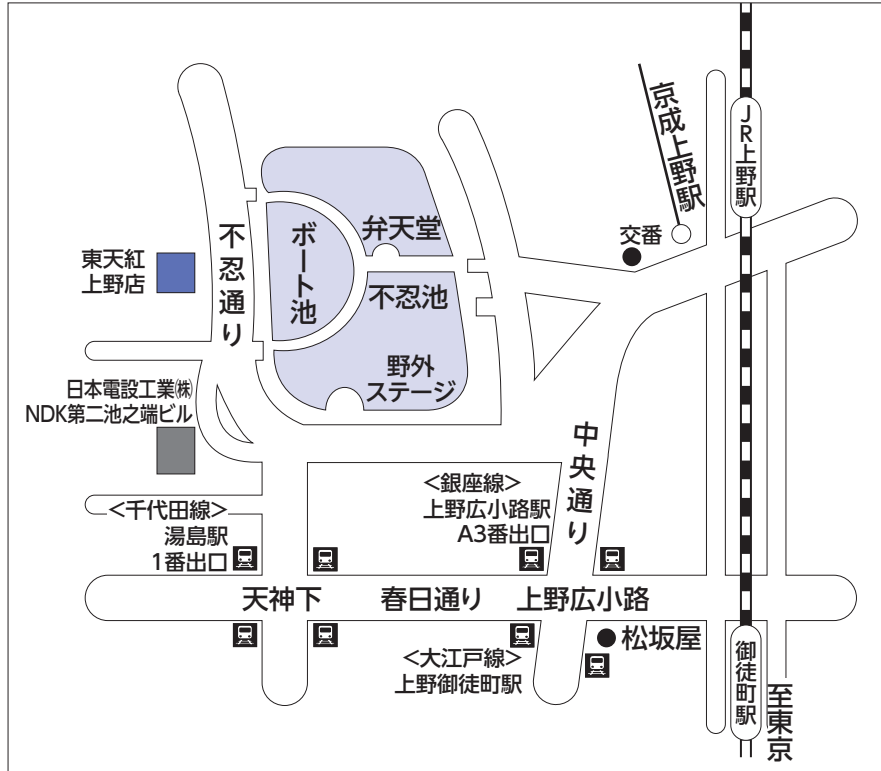 京成上野駅
JR上野駅
交番
不忍通り
ボート池
弁天堂
不忍池
東天紅
上野店
野外
ステージ
日本電設工業㈱
NDK第二池之端ビル
中央通り
<銀座線>
上野広小路駅
A3番出口
<千代田線>
湯島駅
1番出口
天神下
春日通り
上野広小路
松坂屋
<大江戸線>
上野御徒町駅
御徒町駅
至東京